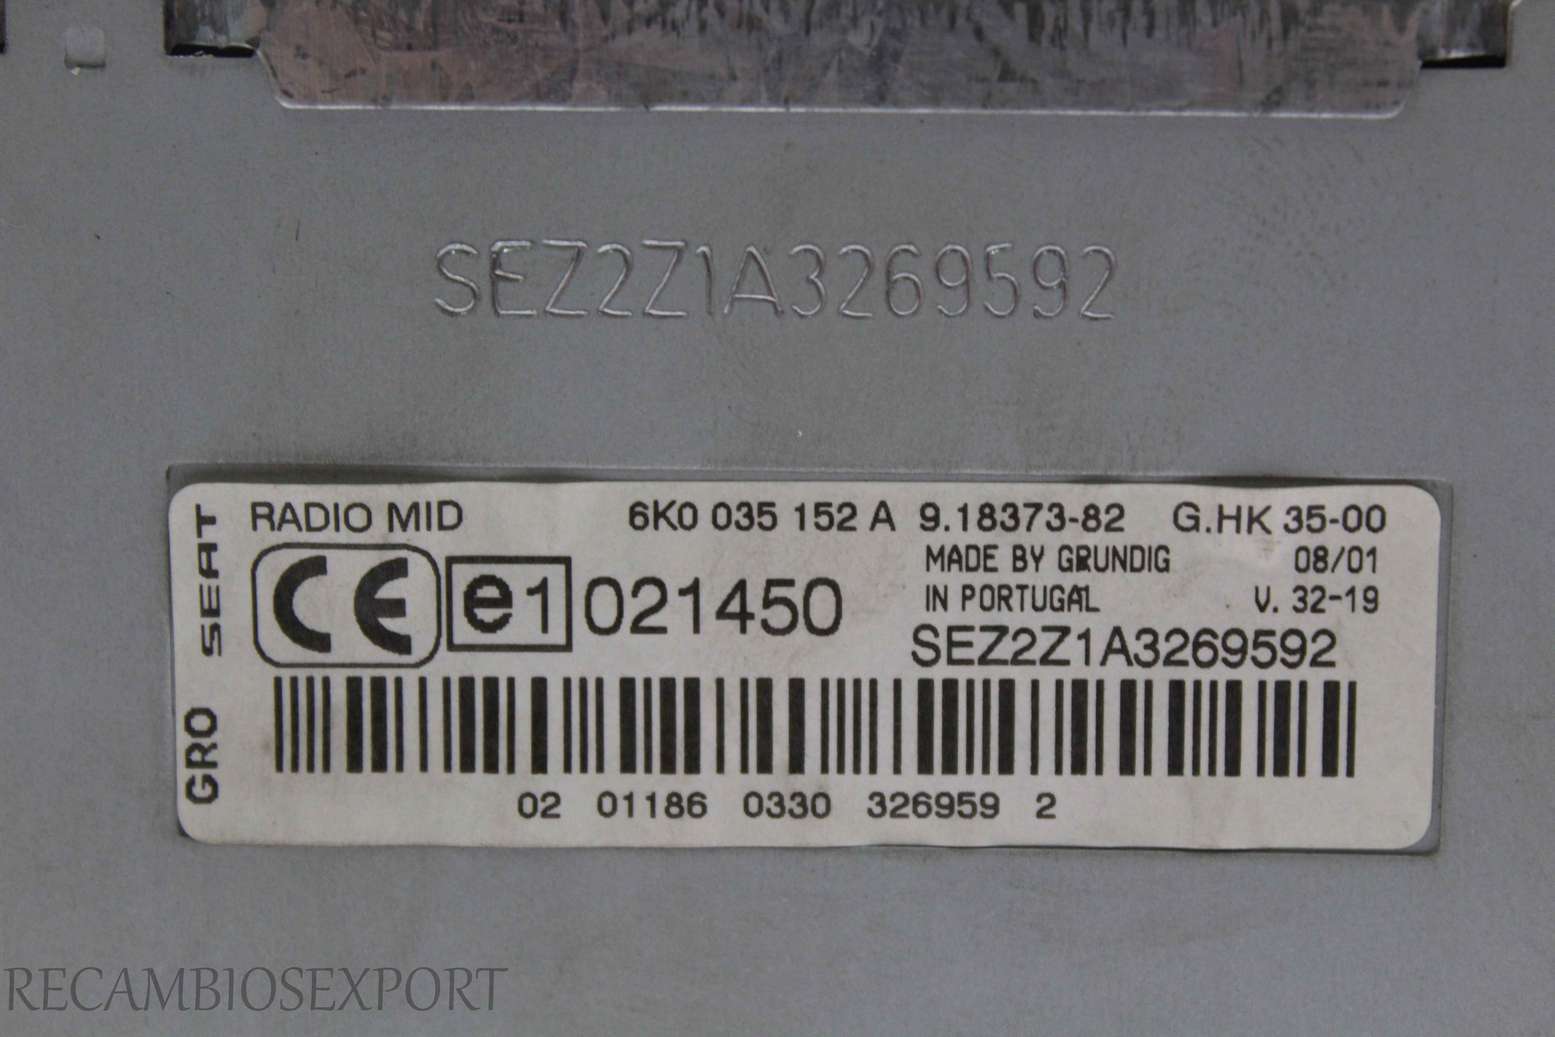 SEZ2Z1A3269592
RADIO MID 6K0 035 152 A 9.18373-82 G.HK 35-00
CE e1 021450 MADE BY GRUNDIG 08/01
IN PORTUGAL V. 32-19
SEZ2Z1A3269592
GRO SEAT
02 01186 0330 326959 2
RECAMBIOSEXPORT